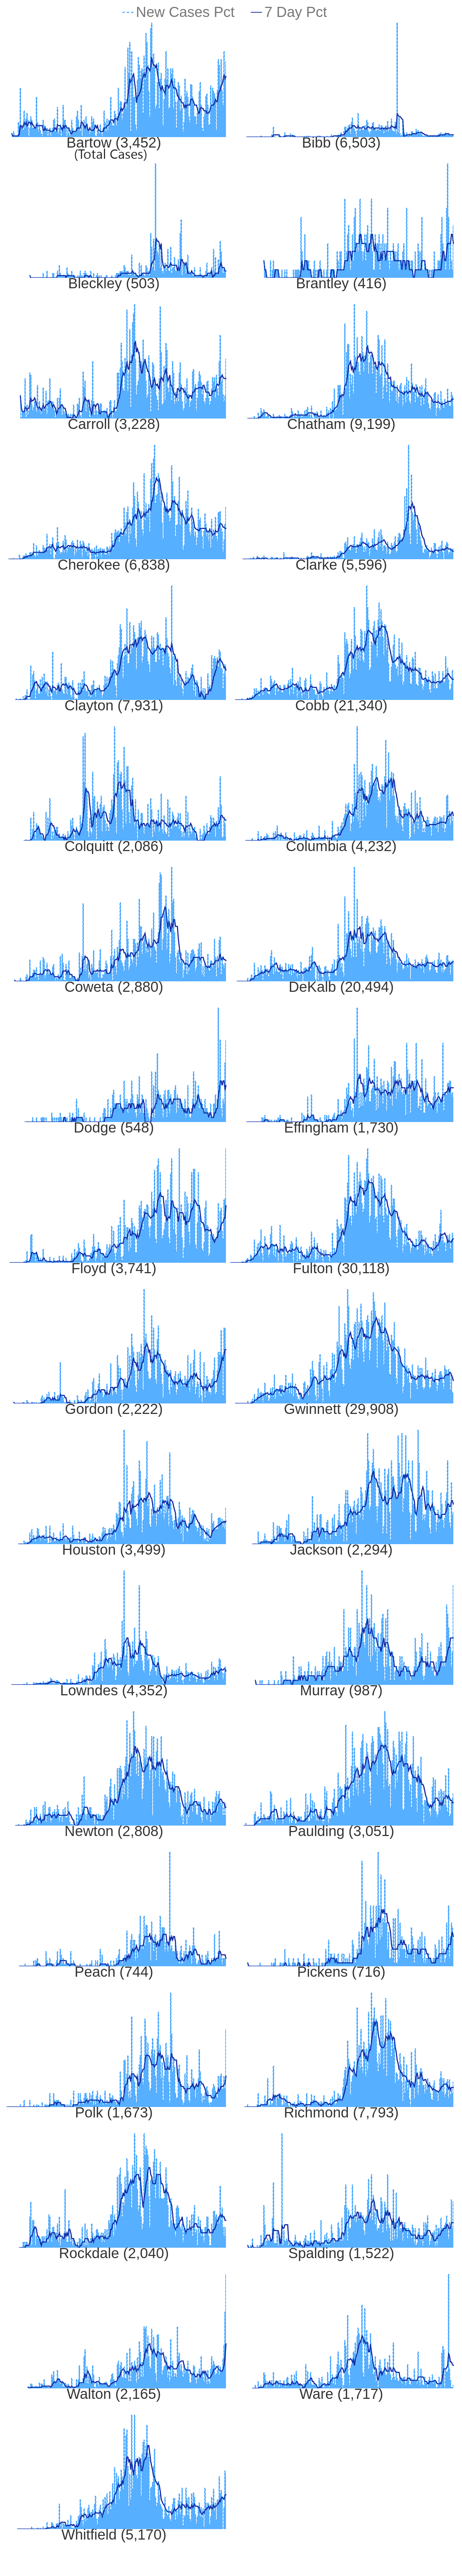 New Cases Pct 7 Day Pct
Bartow (3,452) Bibb (6,503)
(Total Cases)
Bleckley (503) Brantley (416)
Carroll (3,228) Chatham (9,199)
Cherokee (6,838) Clarke (5,596)
Clayton (7,931) Cobb (21,340)
Colquitt (2,086) Columbia (4,232)
Coweta (2,880) DeKalb (20,494)
Dodge (548) Effingham (1,730)
Floyd (3,741) Fulton (30,118)
Gordon (2,222) Gwinnett (29,908)
Houston (3,499) Jackson (2,294)
Lowndes (4,352) Murray (987)
Newton (2,808) Paulding (3,051)
Peach (744) Pickens (716)
Polk (1,673) Richmond (7,793)
Rockdale (2,040) Spalding (1,522)
Walton (2,165) Ware (1,717)
Whitfield (5,170)